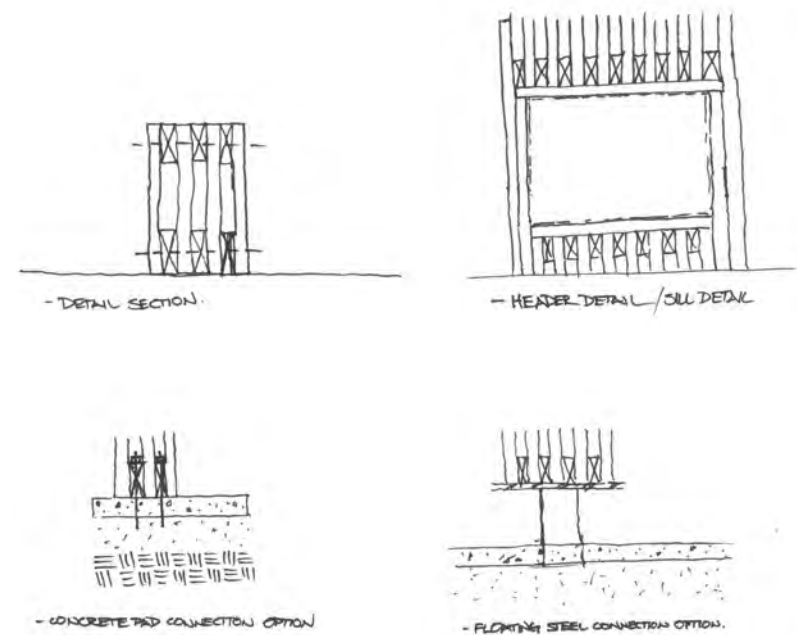 - DETAIL SECTION.
- HEADER DETAIL / SILL DETAIL
- CONCRETE PAD CONNECTION OPTION
- FLOATING STEEL CONNECTION OPTION.